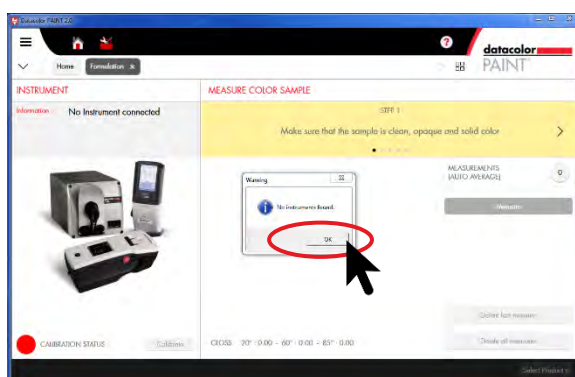 Datacolor PAINT 2.0
datacolor
Home
Formulation x
PAINT
INSTRUMENT
MEASURE COLOR SAMPLE
Information : No Instrument connected
STEP 1
Make sure that the sample is clean, opaque and solid color
MEASUREMENTS
(AUTO AVERAGE)
0
Measure
Warning
No instruments found.
OK
Delete last measure
Delete all measures
CALIBRATION STATUS
Calibrate
GLOSS: 20° : 0.00 - 60° : 0.00 - 85° : 0.00
Select Product